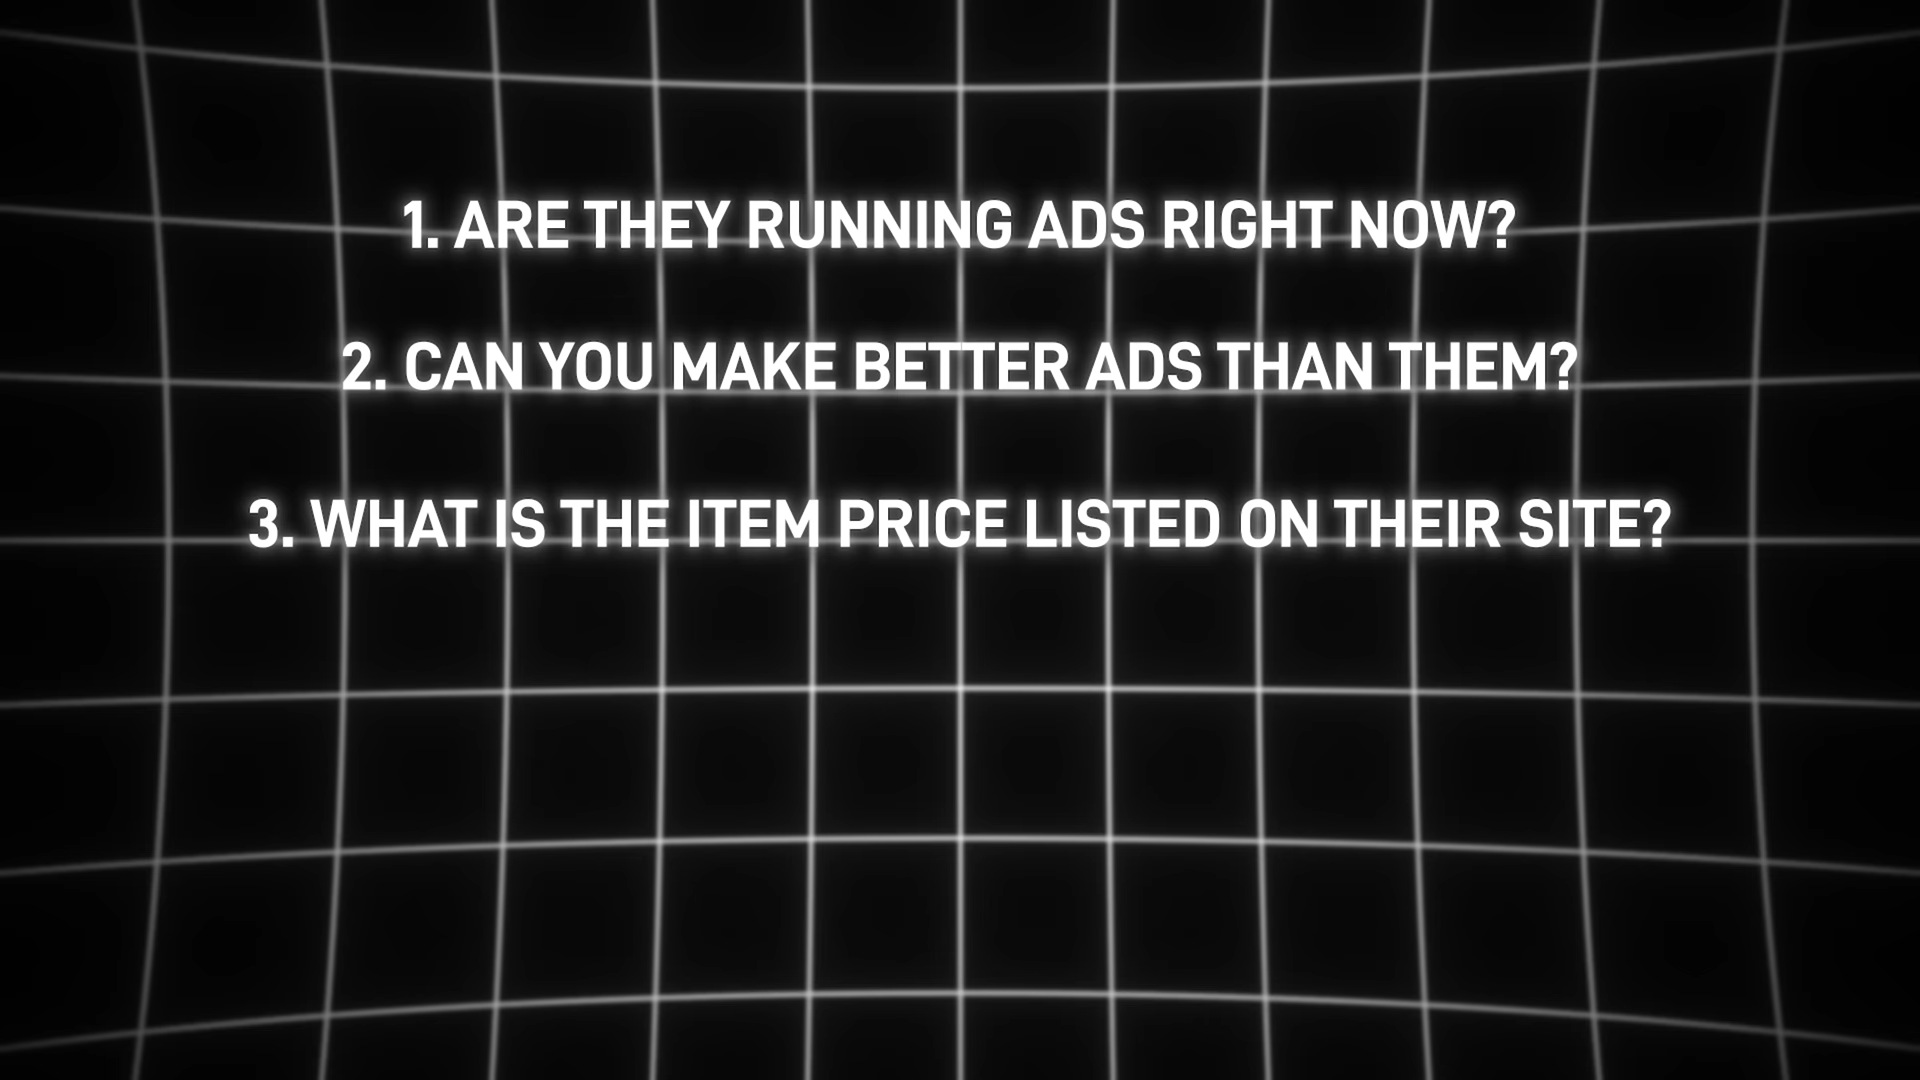 1. ARE THEY RUNNING ADS RIGHT NOW?
2. CAN YOU MAKE BETTER ADS THAN THEM?
3. WHAT IS THE ITEM PRICE LISTED ON THEIR SITE?